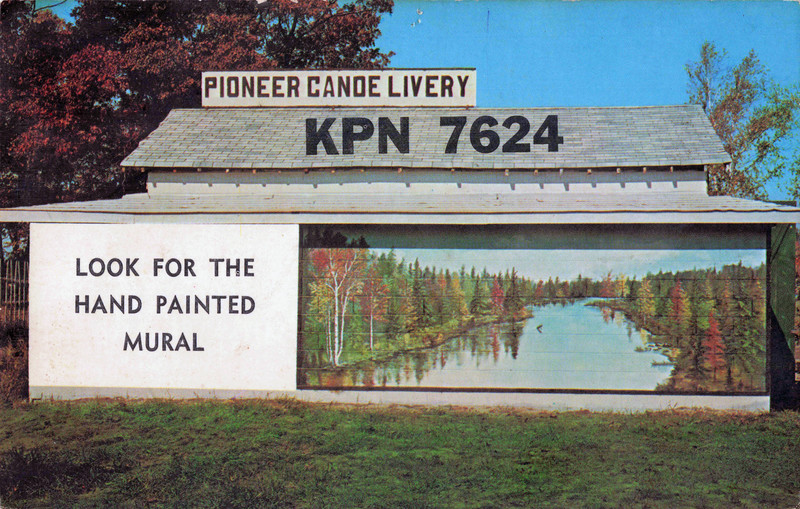 PIONEER CANOE LIVERY
KPN 7624
LOOK FOR THE
HAND PAINTED
MURAL